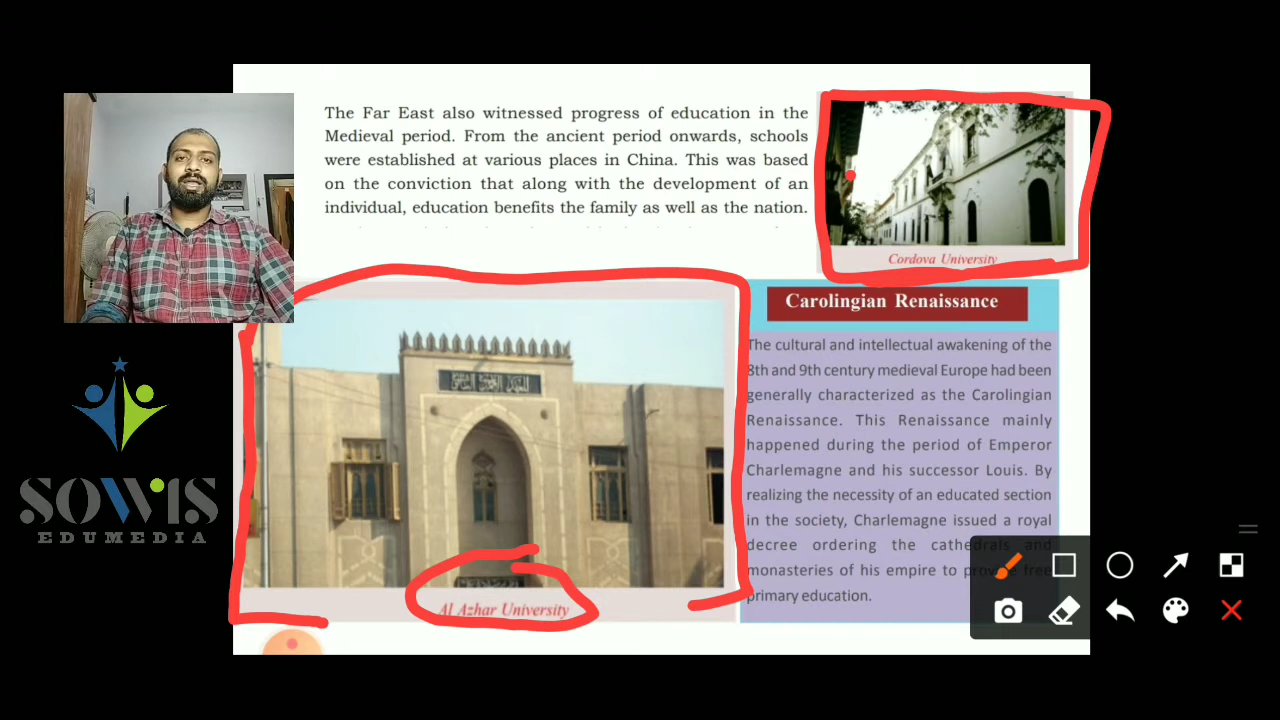 The Far East also witnessed progress of education in the
Medieval period. From the ancient period onwards, schools
were established at various places in China. This was based
on the conviction that along with the development of an
individual, education benefits the family as well as the nation.
Cordova University
Al Azhar University
Carolingian Renaissance
The cultural and intellectual awakening of the
8th and 9th century medieval Europe had been
generally characterized as the Carolingian
Renaissance. This Renaissance mainly
happened during the period of Emperor
Charlemagne and his successor Louis. By
realizing the necessity of an educated section
in the society, Charlemagne issued a royal
decree ordering the cathedrals and
monasteries of his empire to provide free
primary education.
SOWIS
EDUMEDIA